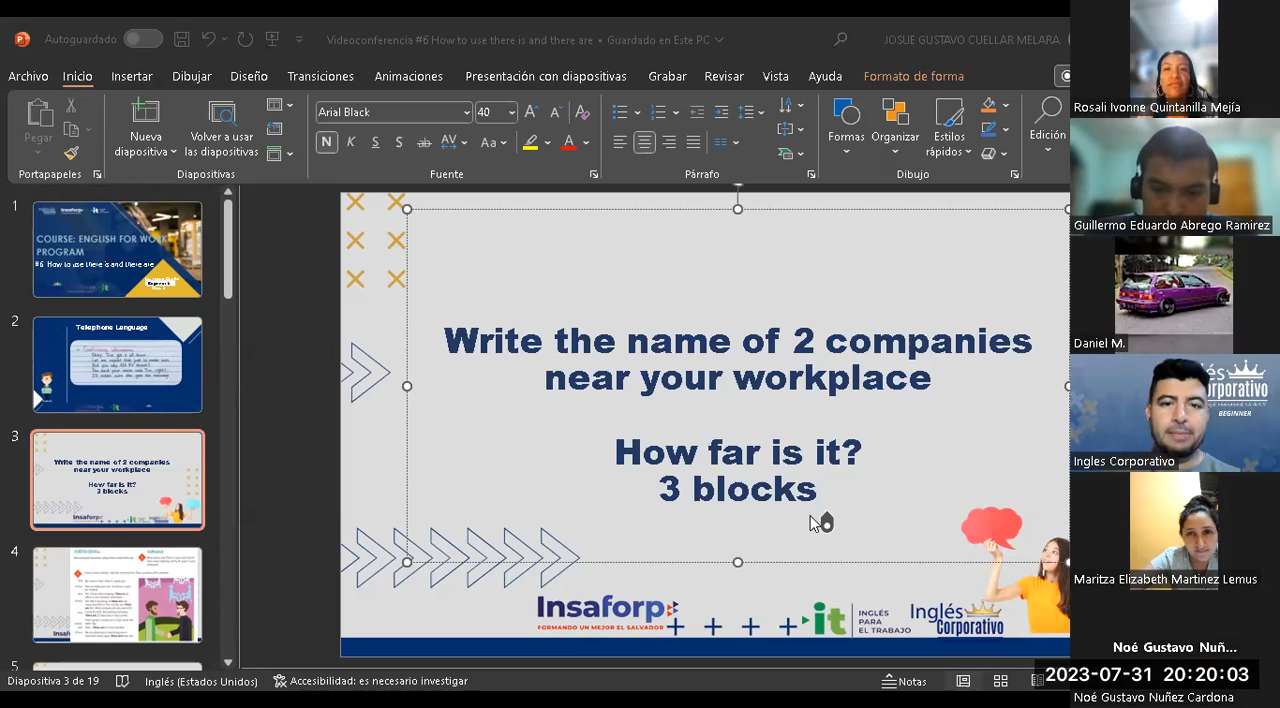 Autoguardado
Videoconferencia #6 How to use there is and there are • Guardado en Este PC
JOSUE GUSTAVO CUELLAR MELARA
Archivo Inicio Insertar Dibujar Diseño Transiciones Animaciones Presentación con diapositivas Grabar Revisar Vista Ayuda Formato de forma
Pegar
Nueva diapositiva
Volver a usar las diapositivas
Arial Black 40
N K S S ab AV Aa A
Formas Organizar Estilos rápidos Edición
Portapapeles Diapositivas Fuente Párrafo Dibujo
1
COURSE: ENGLISH FOR WORK PROGRAM
#6 How to use there is and there are
2
Telephone Language
3
Write the name of 2 companies
near your workplace
How far is it?
3 blocks
4
5
Write the name of 2 companies
near your workplace
How far is it?
3 blocks
insaforp
FORMANDO UN MEJOR EL SALVADOR
it
INGLÉS
PARA
EL TRABAJO
Inglés
Corporativo
Diapositiva 3 de 19 Inglés (Estados Unidos) Accesibilidad: es necesario investigar Notas
Rosali Ivonne Quintanilla Mejía
Guillermo Eduardo Abrego Ramirez
Daniel M.
BEGINNER
Ingles Corporativo
Maritza Elizabeth Martinez Lemus
Noé Gustavo Nuñ...
2023-07-31 20:20:03
Noé Gustavo Nuñez Cardona